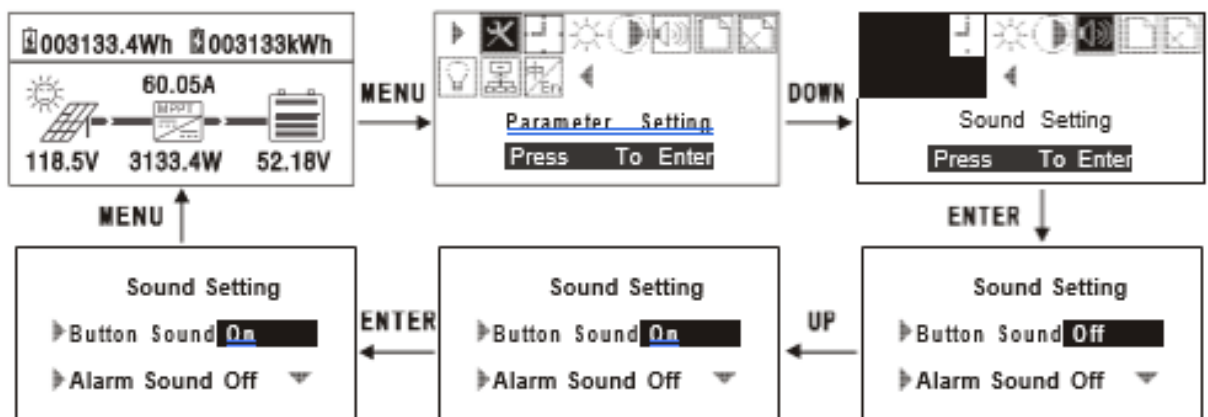 003133.4Wh 003133kWh
60.05A
MPPT
118.5V 3133.4W 52.18V
MENU
En
Parameter Setting
Press To Enter
DOWN
Sound Setting
Press To Enter
ENTER
Sound Setting
Button Sound Off
Alarm Sound Off
UP
Sound Setting
Button Sound On
Alarm Sound Off
ENTER
Sound Setting
Button Sound On
Alarm Sound Off
MENU